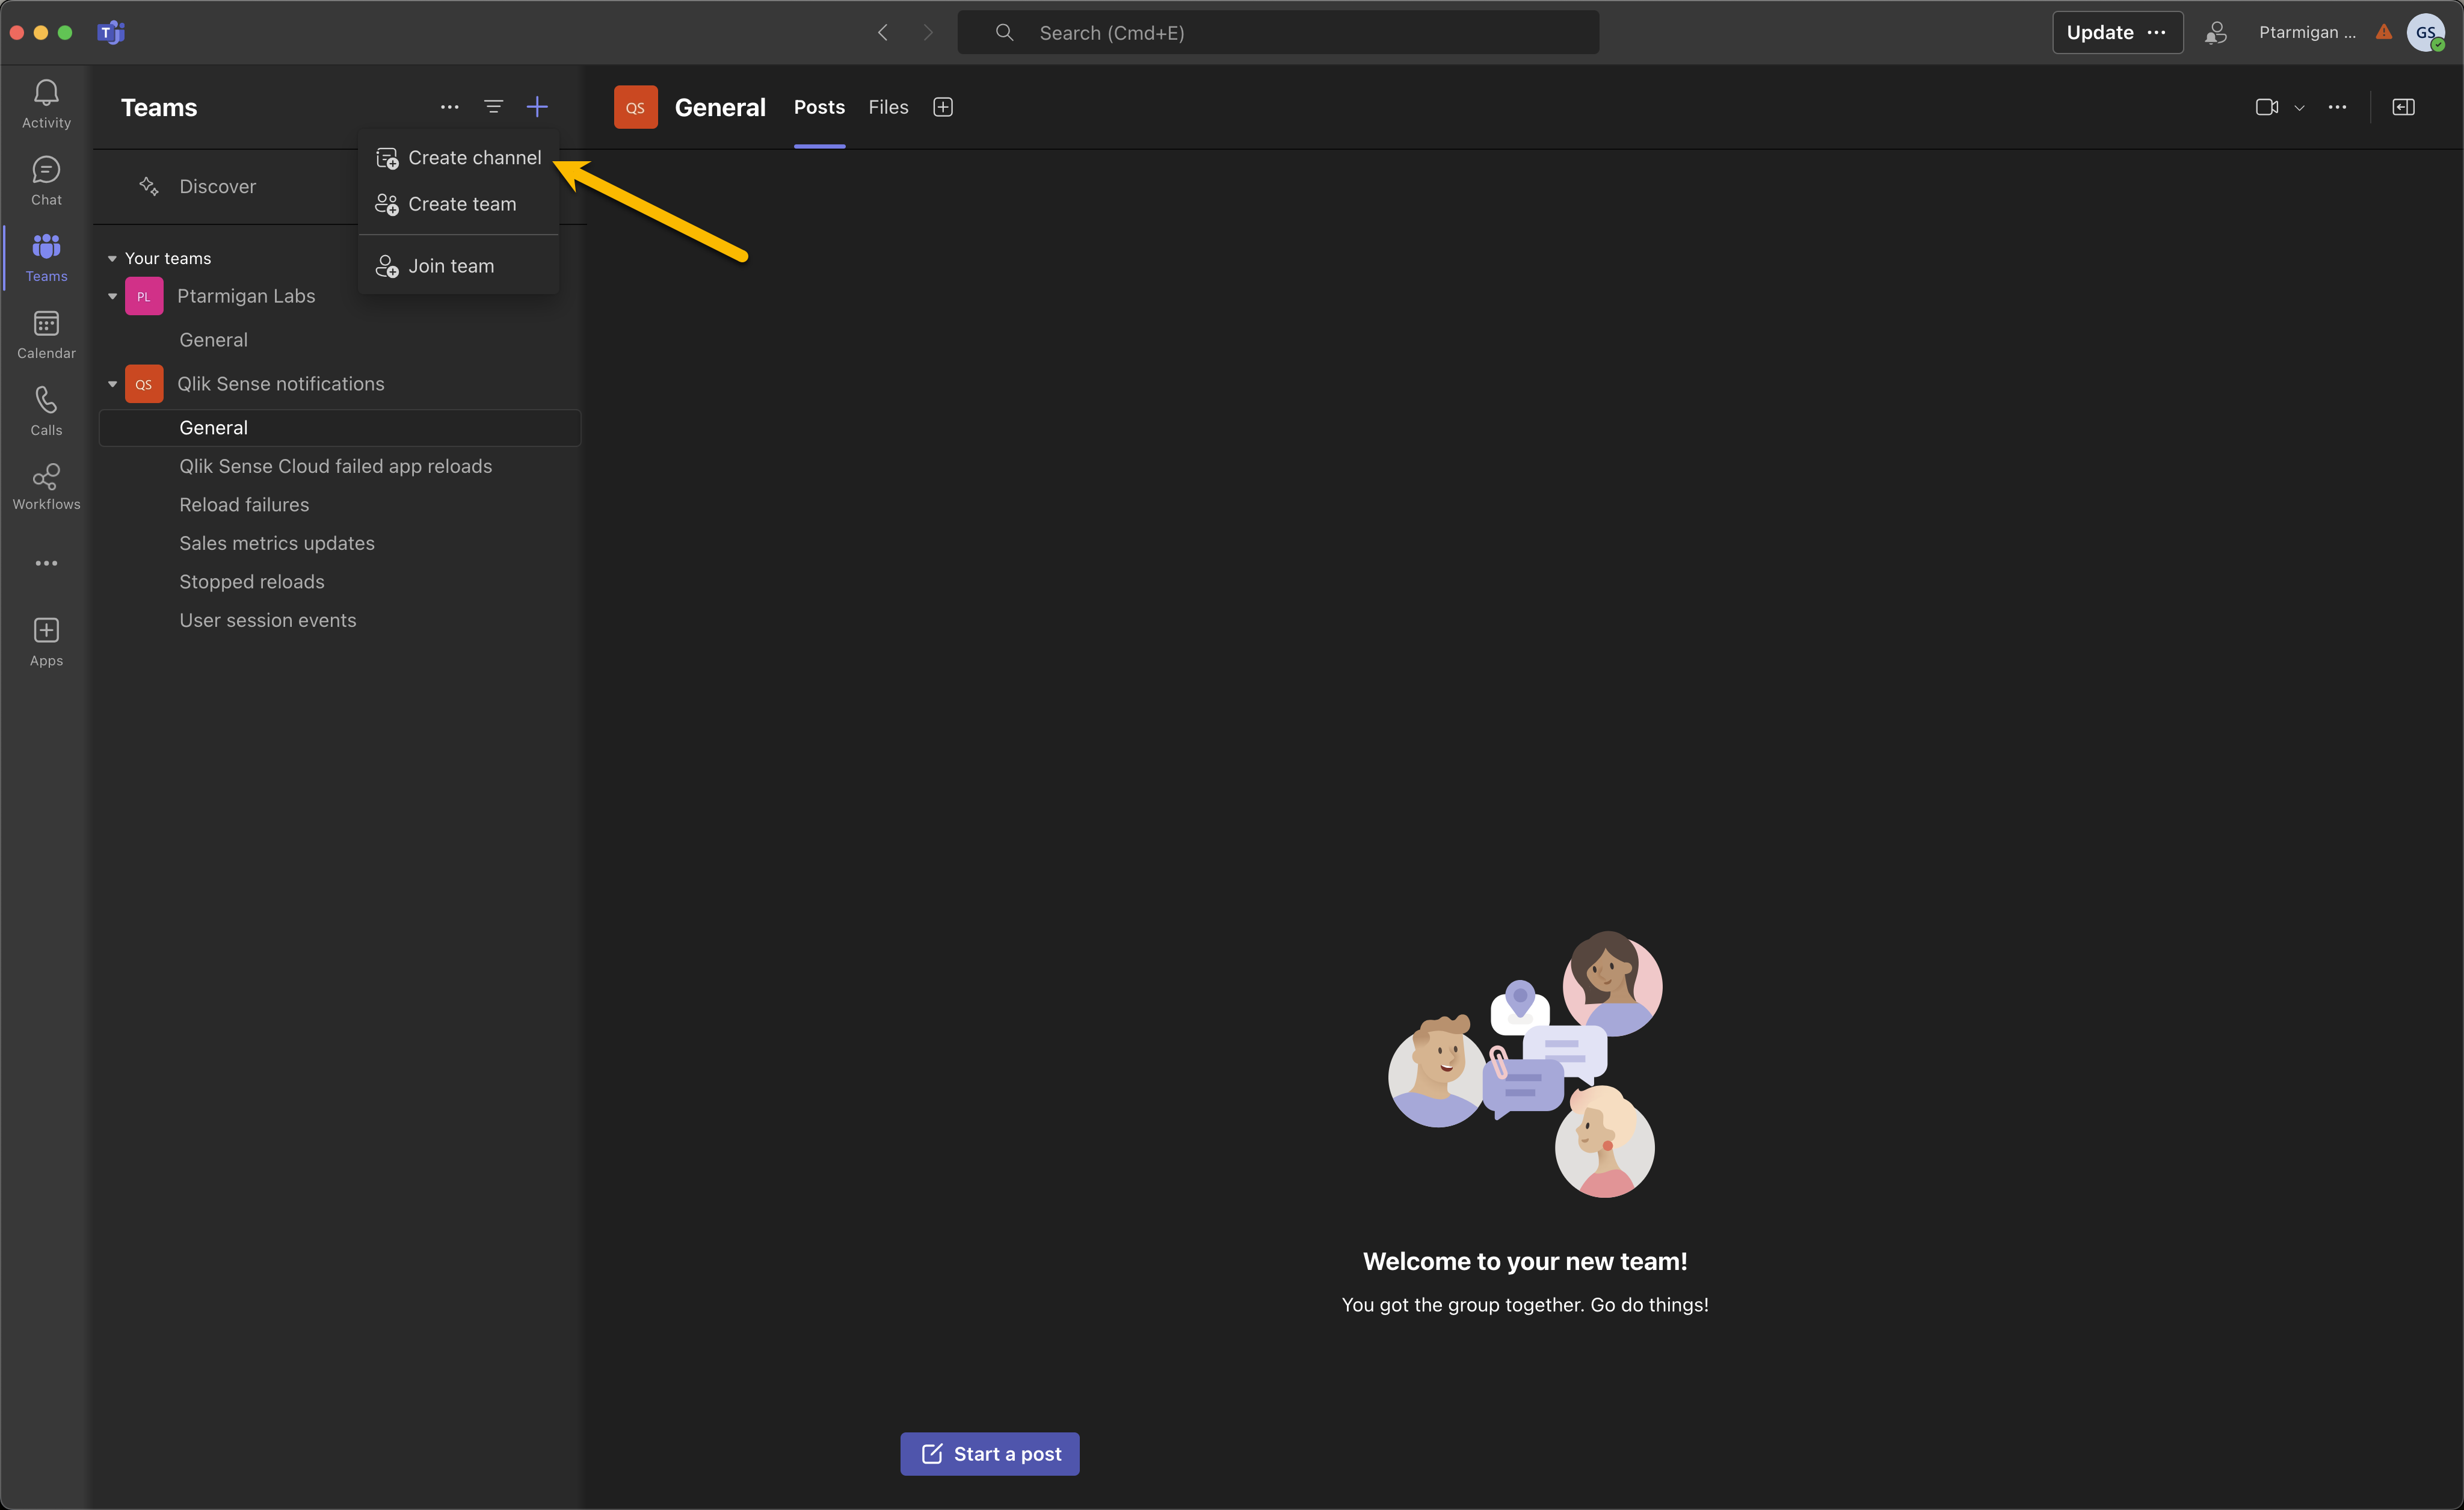 T
Search (Cmd+E)
Update
Ptarmigan ...
GS
Activity
Chat
Teams
Calendar
Calls
Workflows
Apps
Teams
Create channel
Create team
Join team
Discover
Your teams
PL Ptarmigan Labs
General
QS Qlik Sense notifications
General
Qlik Sense Cloud failed app reloads
Reload failures
Sales metrics updates
Stopped reloads
User session events
QS General Posts Files
Welcome to your new team!
You got the group together. Go do things!
Start a post